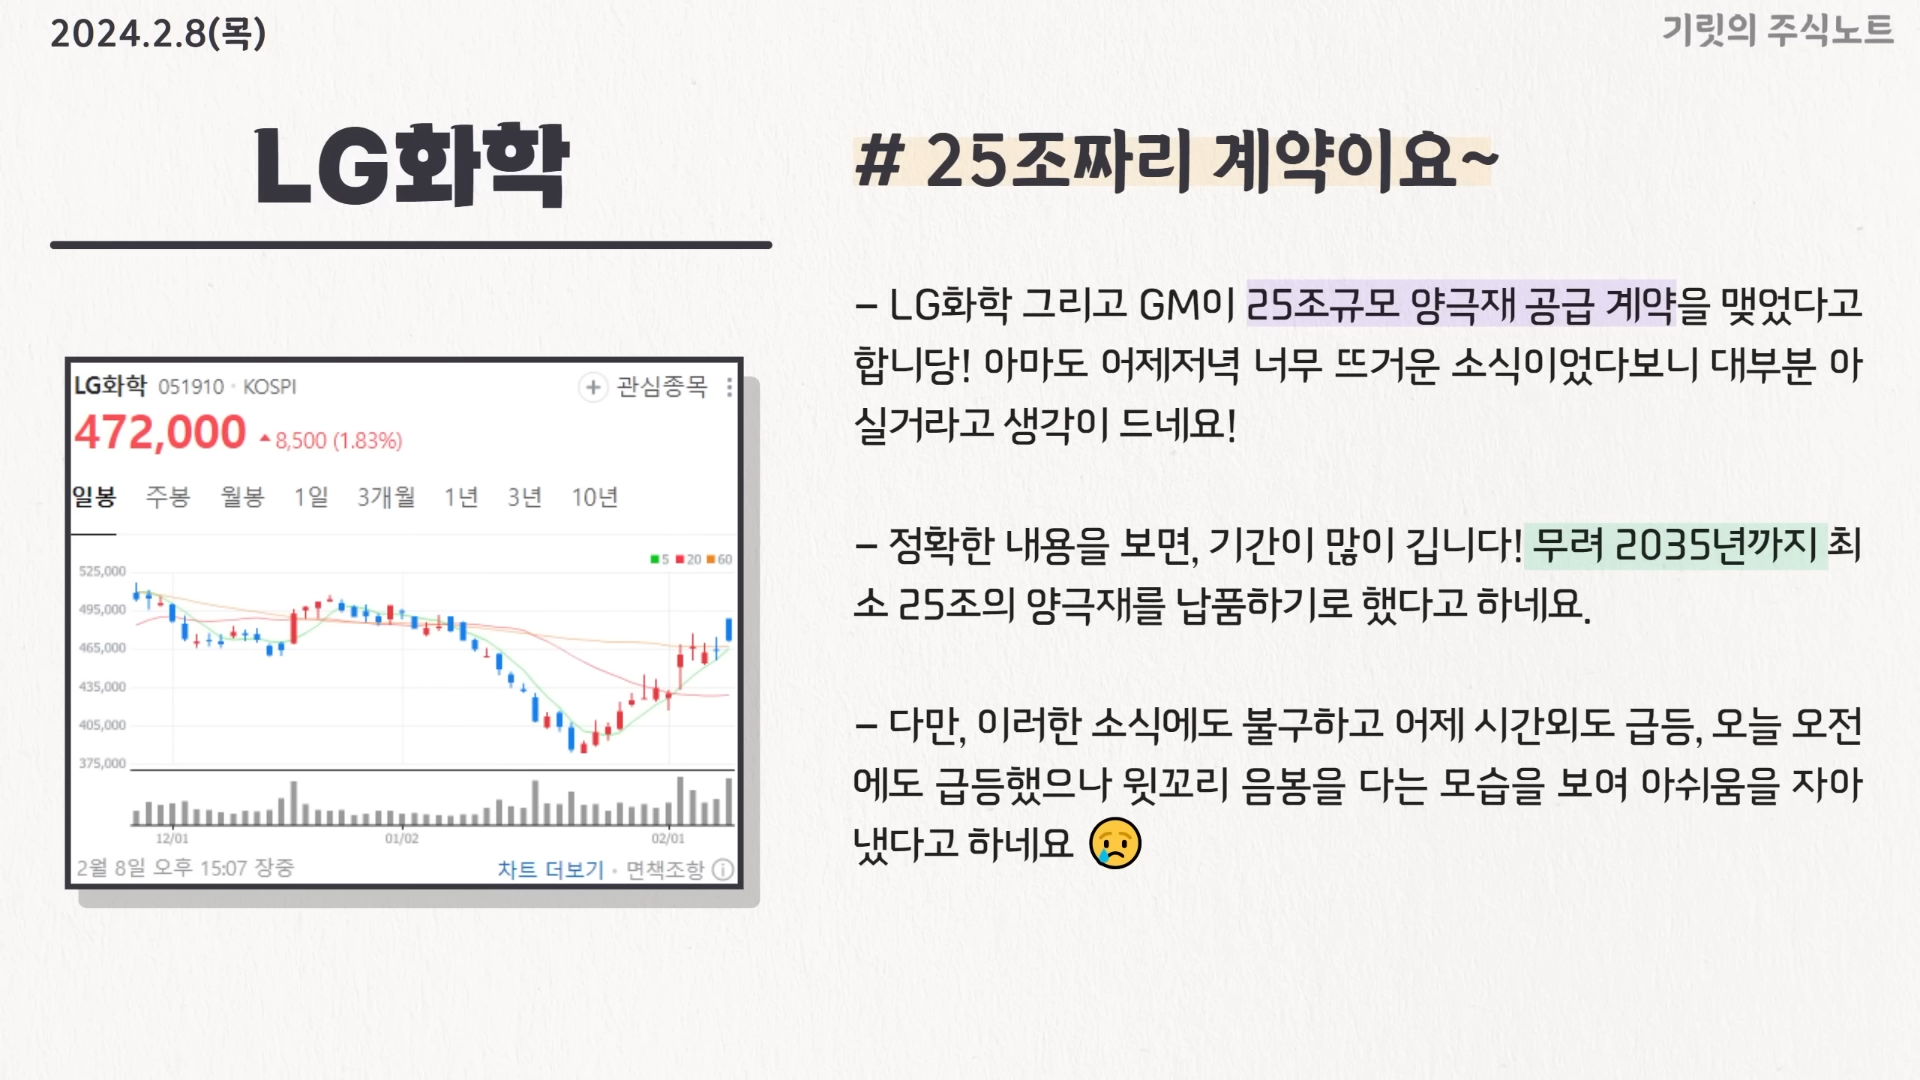 2024.2.8(목)
기릿의 주식노트
LG화학
# 25조짜리 계약이요~
LG화학 051910 · KOSPI
+ 관심종목
472,000 ▲8,500 (1.83%)
일봉 주봉 월봉 1일 3개월 1년 3년 10년
5 20 60
525,000
495,000
465,000
435,000
405,000
375,000
12/01 01/02 02/01
2월 8일 오후 15:07 장중
차트 더보기 · 면책조항
– LG화학 그리고 GM이 25조규모 양극재 공급 계약을 맺었다고
합니당! 아마도 어제저녁 너무 뜨거운 소식이었다보니 대부분 아
실거라고 생각이 드네요!
– 정확한 내용을 보면, 기간이 많이 깁니다! 무려 2035년까지 최
소 25조의 양극재를 납품하기로 했다고 하네요.
– 다만, 이러한 소식에도 불구하고 어제 시간외도 급등, 오늘 오전
에도 급등했으나 윗꼬리 음봉을 다는 모습을 보여 아쉬움을 자아
냈다고 하네요 😢